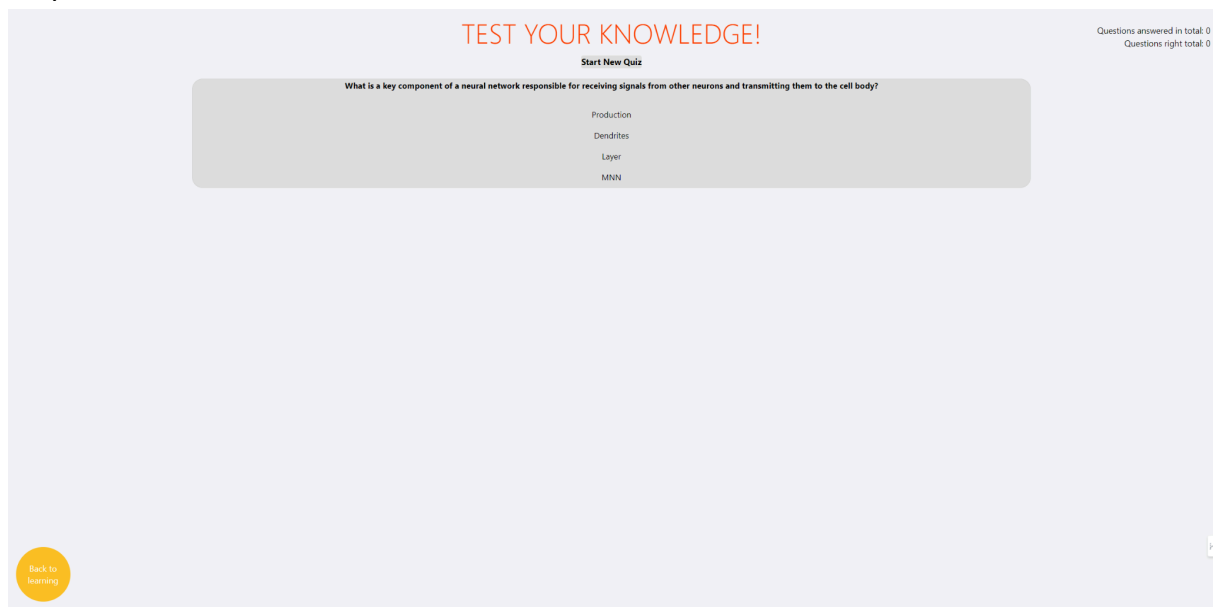 TEST YOUR KNOWLEDGE!
Questions answered in total: 0
Questions right total: 0
Start New Quiz
What is a key component of a neural network responsible for receiving signals from other neurons and transmitting them to the cell body?
Production
Dendrites
Layer
MNN
Back to
learning